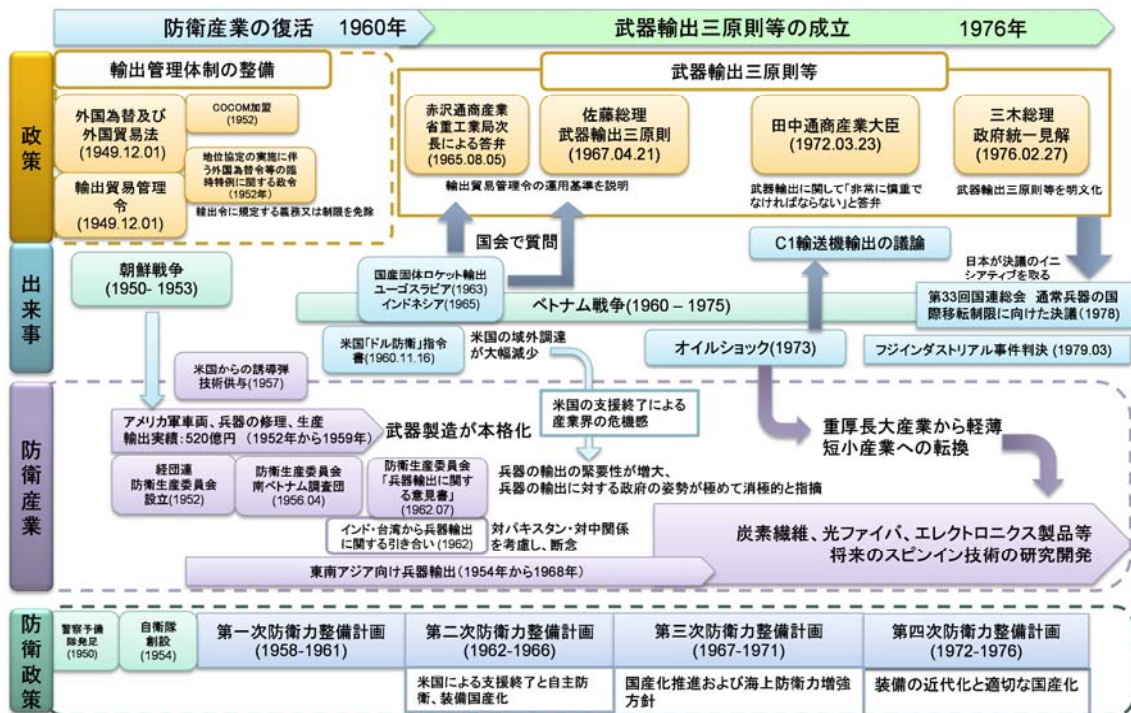 防衛産業の復活 1960年
武器輸出三原則等の成立 1976年
政策
輸出管理体制の整備
外国為替及び
外国貿易法
(1949.12.01)
COCOM加盟
(1952)
輸出貿易管理
令
(1949.12.01)
地位協定の実施に伴
う外国為替令等の臨
時特例に関する政令
(1952年)
輸出令に規定する義務又は制限を免除
武器輸出三原則等
赤沢通商産業
省重工業局次
長による答弁
(1965.08.05)
佐藤総理
武器輸出三原則
(1967.04.21)
輸出貿易管理令の運用基準を説明
田中通商産業大臣
(1972.03.23)
武器輸出に関して「非常に慎重で
なければならない」と答弁
三木総理
政府統一見解
(1976.02.27)
武器輸出三原則等を明文化
出来事
朝鮮戦争
(1950- 1953)
国会で質問
国産固体ロケット輸出
ユーゴスラビア(1963)
インドネシア(1965)
ベトナム戦争(1960 – 1975)
C1輸送機輸出の議論
日本が決議のイニ
シアティブを取る
第33回国連総会 通常兵器の国
際移転制限に向けた決議(1978)
米国「ドル防衛」指令
書(1960.11.16)
米国の域外調達
が大幅減少
オイルショック(1973)
フジインダストリアル事件判決 (1979.03)
防衛産業
米国からの誘導弾
技術供与(1957)
アメリカ軍車両、兵器の修理、生産
輸出実績:520億円 (1952年から1959年)
武器製造が本格化
米国の支援終了による
産業界の危機感
重厚長大産業から軽薄
短小産業への転換
経団連
防衛生産委員会
設立(1952)
防衛生産委員会
南ベトナム調査団
(1956.04)
防衛生産委員会
「兵器輸出に関す
る意見書」
(1962.07)
兵器の輸出の緊要性が増大、
兵器の輸出に対する政府の姿勢が極めて消極的と指摘
インド・台湾から兵器輸出
に関する引き合い (1962)
対パキスタン・対中関係
を考慮し、断念
東南アジア向け兵器輸出(1954年から1968年)
炭素繊維、光ファイバ、エレクトロニクス製品等
将来のスピンイン技術の研究開発
防衛政策
警察予備
隊発足
(1950)
自衛隊
創設
(1954)
第一次防衛力整備計画
(1958-1961)
第二次防衛力整備計画
(1962-1966)
第三次防衛力整備計画
(1967-1971)
第四次防衛力整備計画
(1972-1976)
米国による支援終了と自主防
衛、装備国産化
国産化推進および海上防衛力増強
方針
装備の近代化と適切な国産化